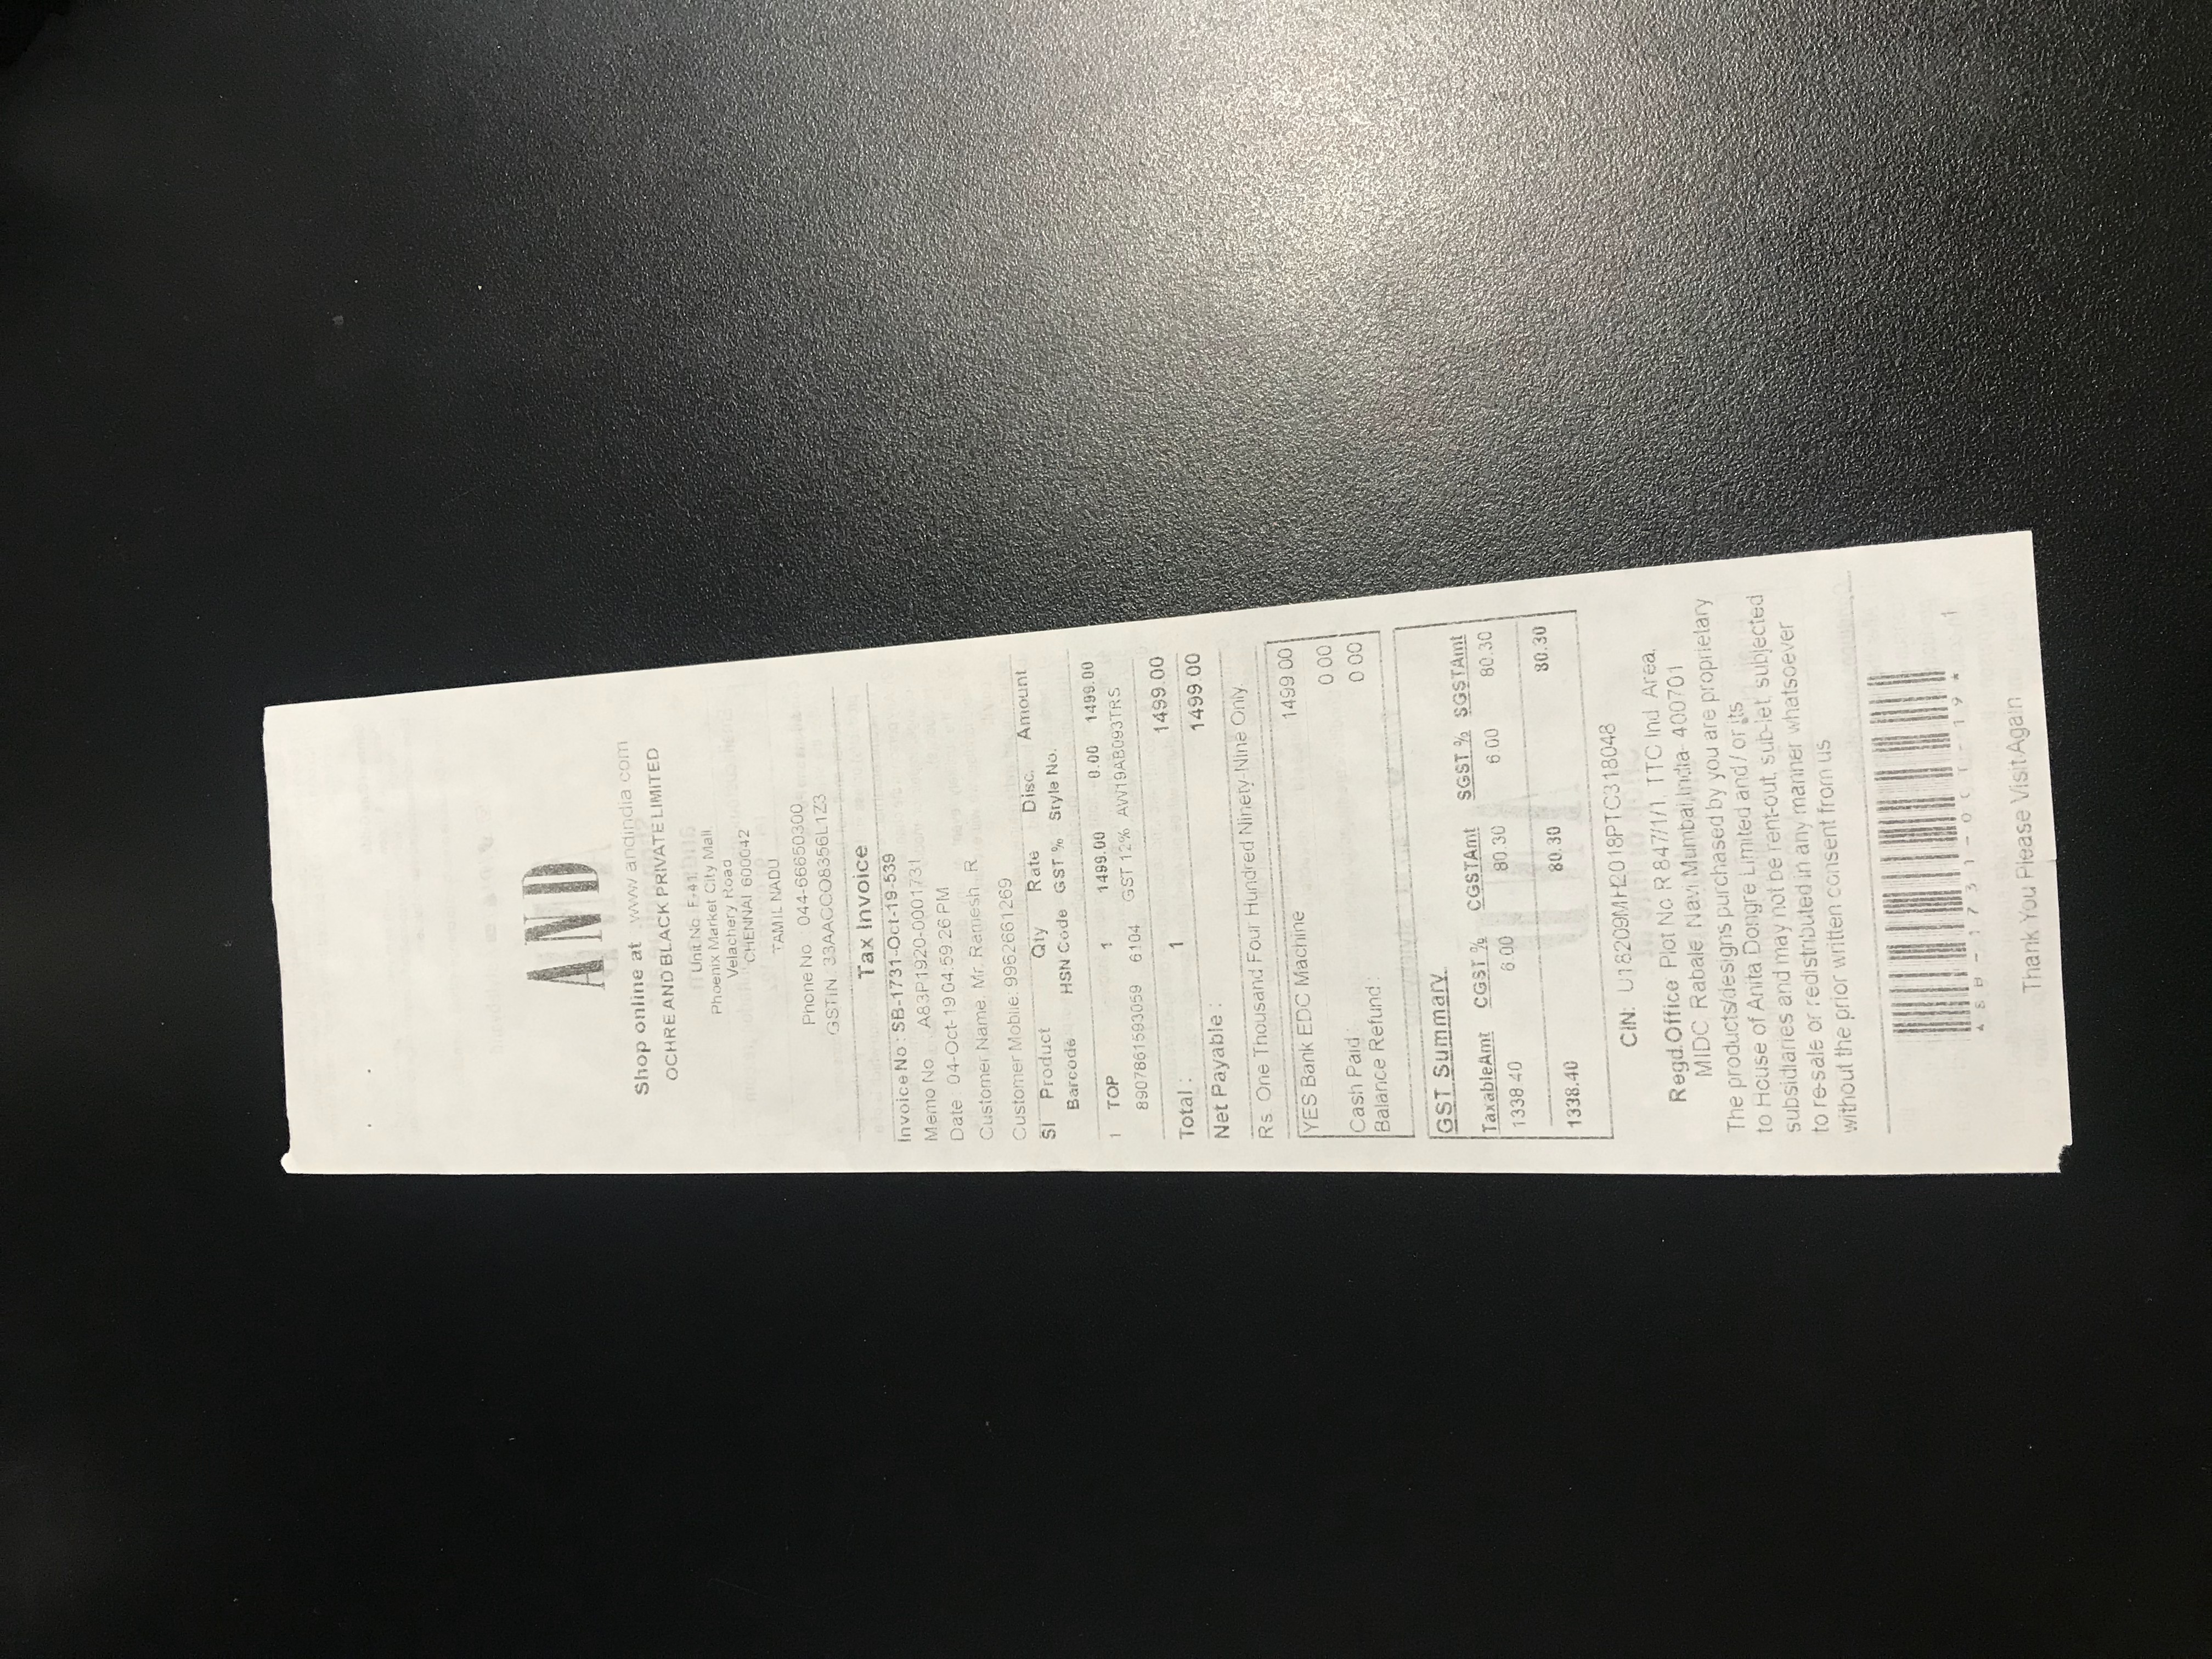 AND
Shop online at www.andindia.com
OCHRE AND BLACK PRIVATE LIMITED
Unit No F-41,
Phoenix Market City Mall,
Velachery Road
CHENNAI 600042
TAMIL NADU
Phone No : 044-66650300
GSTIN : 33AACCO8356L1Z3
Tax Invoice
Invoice No : SB-1731-Oct-19-539
Memo No A83P1920-0001731
Date : 04-Oct-19 04:59:26 PM
Customer Name: Mr. Ramesh R
Customer Mobile: 9962661269
Sl Product Qty Rate Disc. Amount
Barcode HSN Code GST % Style No.
1 TOP 1 1499.00 0.00 1499.00
8907861593059 6104 GST 12% AW19AB093TRS
Total : 1 1499.00
Net Payable : 1499.00
Rs. One Thousand Four Hundred Ninety-Nine Only.
YES Bank EDC Machine 1499.00
Cash Paid : 0.00
Balance Refund : 0.00
GST Summary
TaxableAmt CGST % CGSTAmt SGST % SGSTAmt
1338.40 6.00 80.30 6.00 80.30
1338.40 80.30 80.30
CIN: U18209MH2018PTC318048
Regd.Office Plot No R 847/1/1, TTC Ind. Area,
MIDC Rabale, Navi Mumbai,India- 400701
The products/designs purchased by you are proprietary
to House of Anita Dongre Limited and / or its
subsidiaries and may not be rent-out, sub-let, subjected
to re-sale or redistributed in any manner whatsoever
without the prior written consent from us
*SB-1731-OCT-19* 1
Thank You Please Visit Again